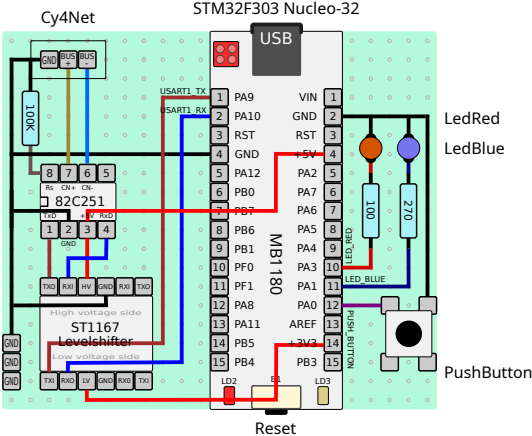 STM32F303 Nucleo-32
Cy4Net
USB
GND
BUS +
BUS -
100K
USART1_TX
USART1_RX
1 PA9
2 PA10
3 RST
4 GND
5 PA12
6 PB0
7 PB7
8 PB6
9 PB1
10 PF0
11 PF1
12 PA8
13 PA11
14 PB5
15 PB4
VIN 1
GND 2
RST 3
+5V 4
PA2 5
PA7 6
PA6 7
PA5 8
PA4 9
PA3 10
PA1 11
PA0 12
AREF 13
+3V3 14
PB3 15
MB1180
LedRed
LedBlue
100
270
LED_RED
LED_BLUE
PUSH_BUTTON
PushButton
8 7 6 5
Rs CN+ CN-
82C251
TxD +5V RxD
GND
1 2 3 4
TXO RXI HV GND RXI TXO
High voltage side
ST1167
Levelshifter
Low voltage side
TXI RXO LV GND RXO TXI
GND
GND
GND
LD2
B1
LD3
Reset